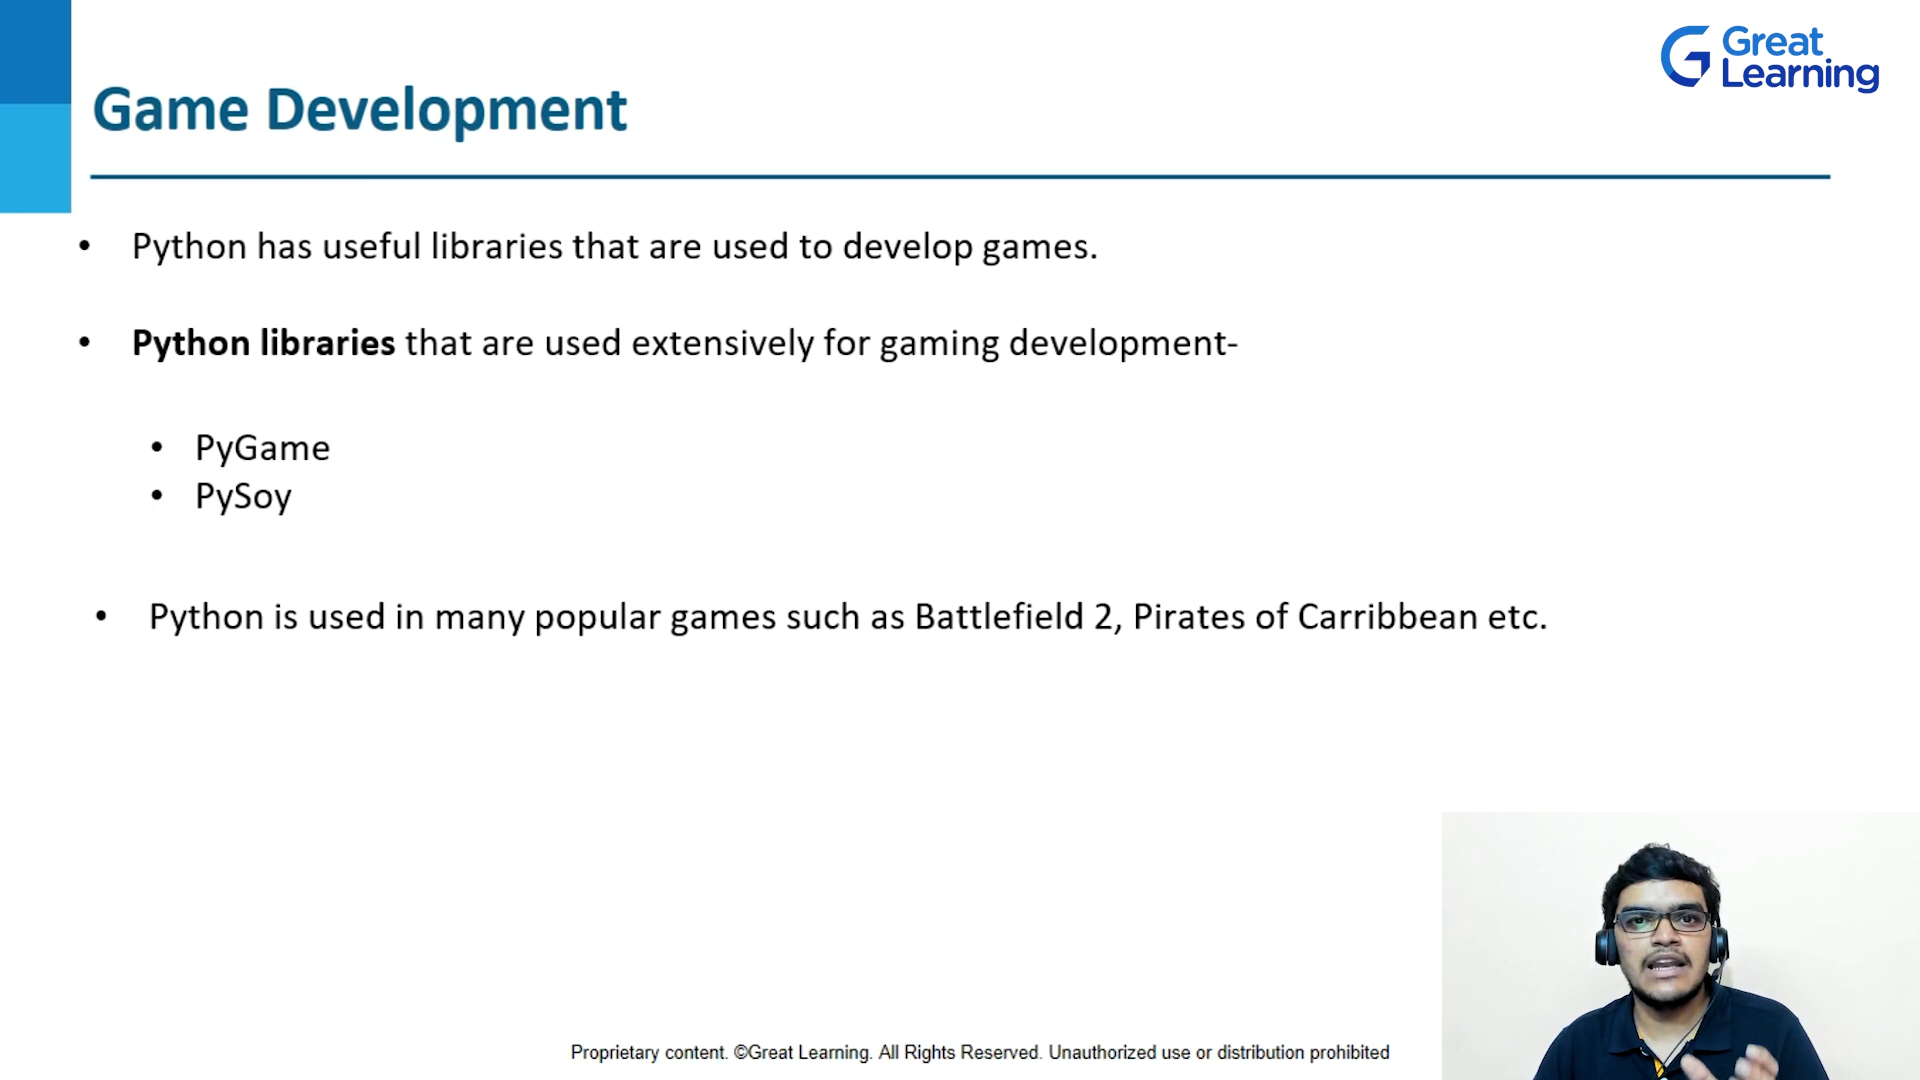 Great
Learning
Game Development
• Python has useful libraries that are used to develop games.
• Python libraries that are used extensively for gaming development-
• PyGame
• PySoy
• Python is used in many popular games such as Battlefield 2, Pirates of Carribbean etc.
Proprietary content. ©Great Learning. All Rights Reserved. Unauthorized use or distribution prohibited